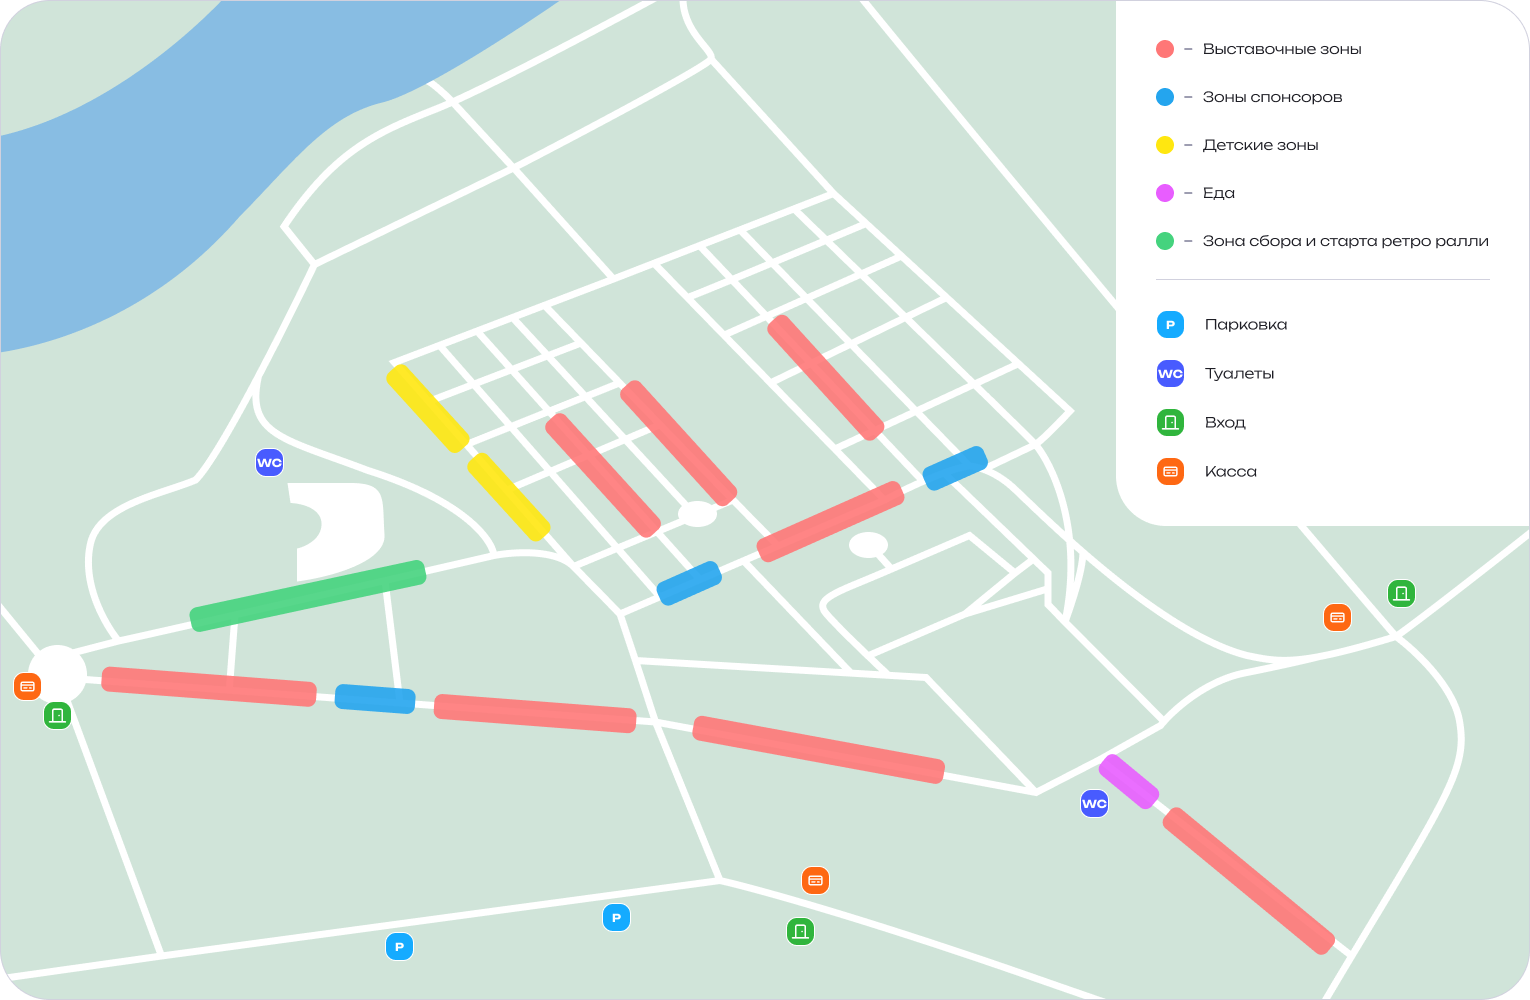 – Выставочные зоны
– Зоны спонсоров
– Детские зоны
– Еда
– Зона сбора и старта ретро ралли
P Парковка
WC Туалеты
Вход
Касса
WC
WC
P
P